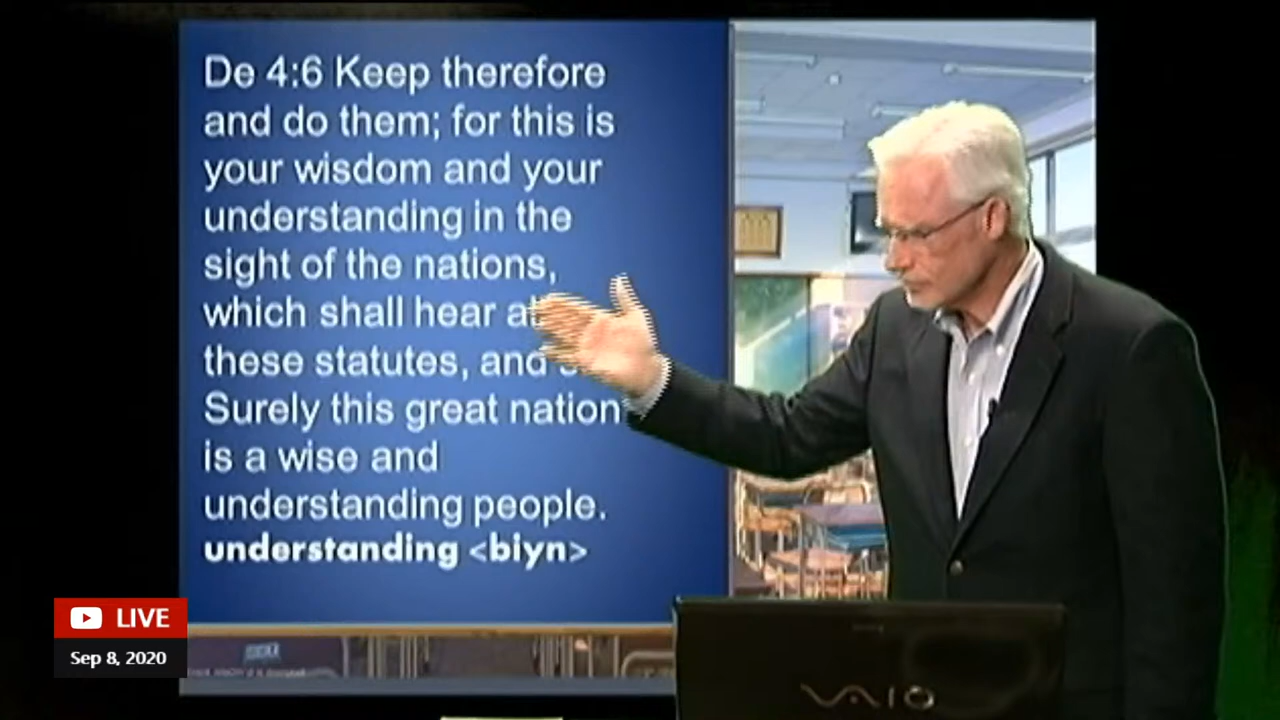 De 4:6 Keep therefore
and do them; for this is
your wisdom and your
understanding in the
sight of the nations,
which shall hear
these statutes, and
Surely this great nation
is a wise and
understanding people.
understanding <biyn>
LIVE
Sep 8, 2020
VAIO